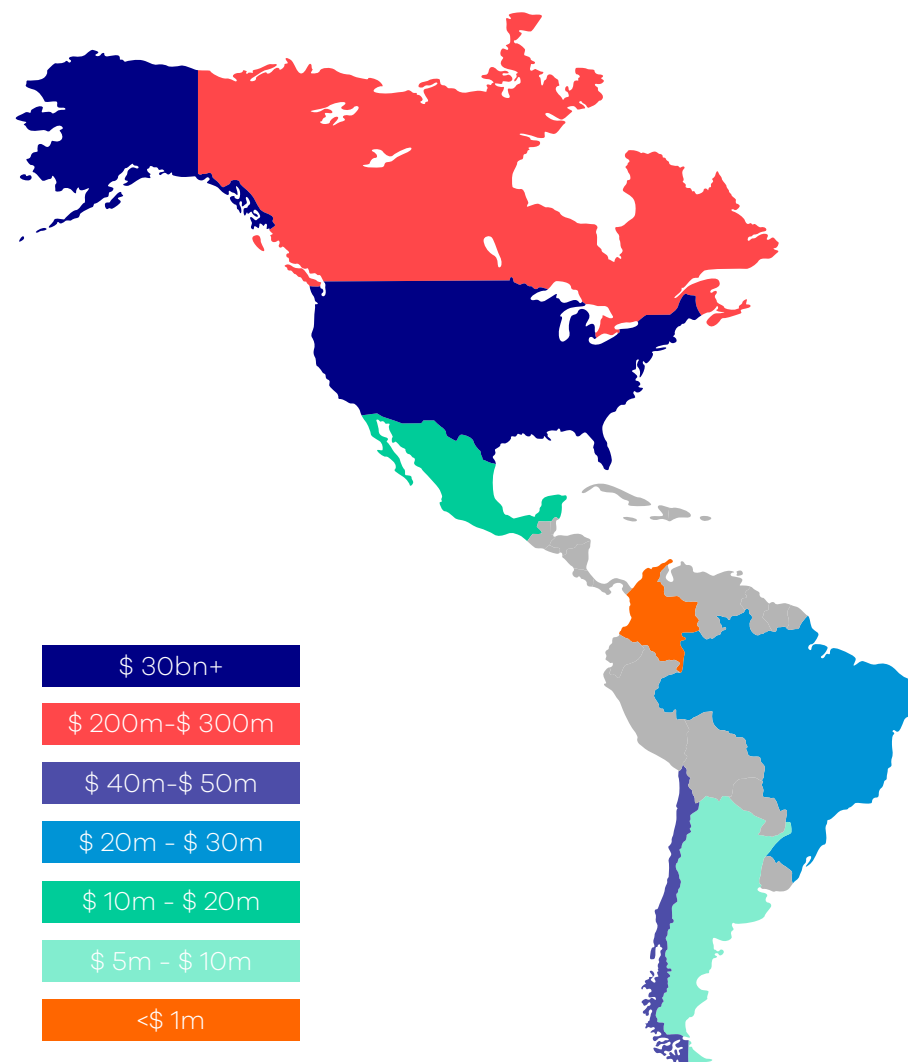 $ 30bn+
$ 200m-$ 300m
$ 40m-$ 50m
$ 20m - $ 30m
$ 10m - $ 20m
$ 5m - $ 10m
<$ 1m